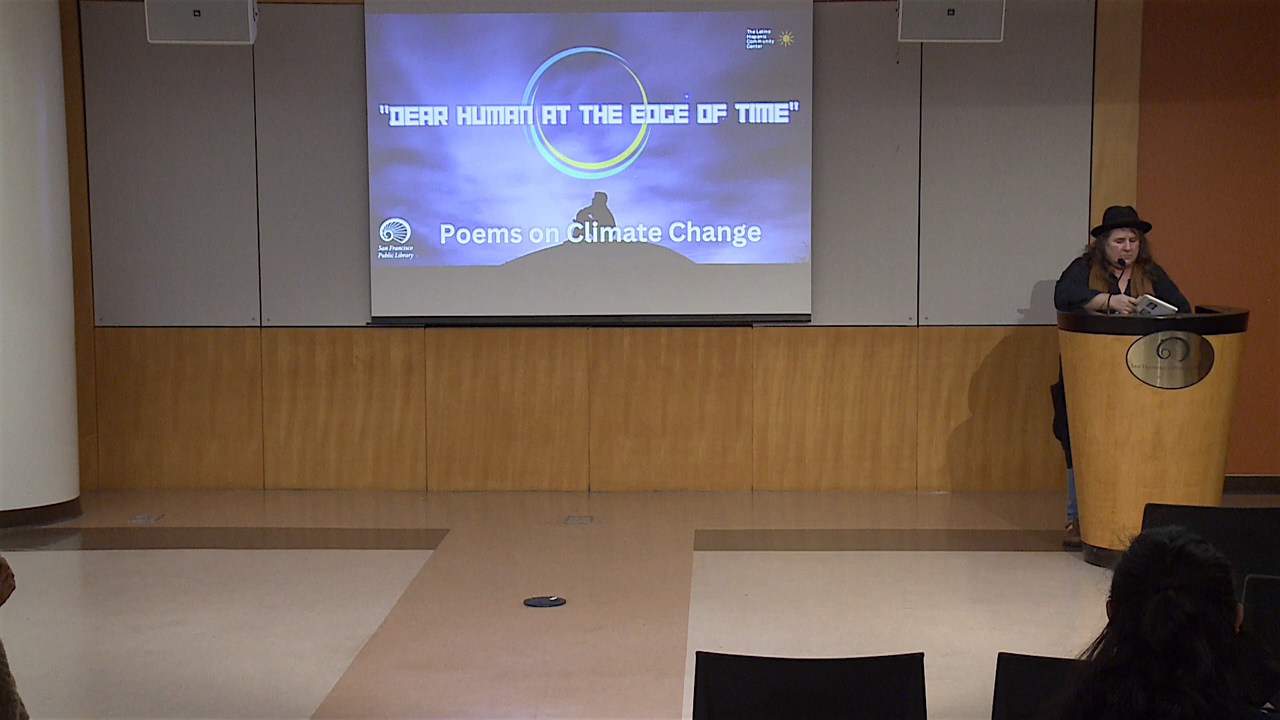 The Latino
Hispanic
Community
Center
"DEAR HUMAN AT THE EDGE OF TIME"
Poems on Climate Change
San Francisco
Public Library